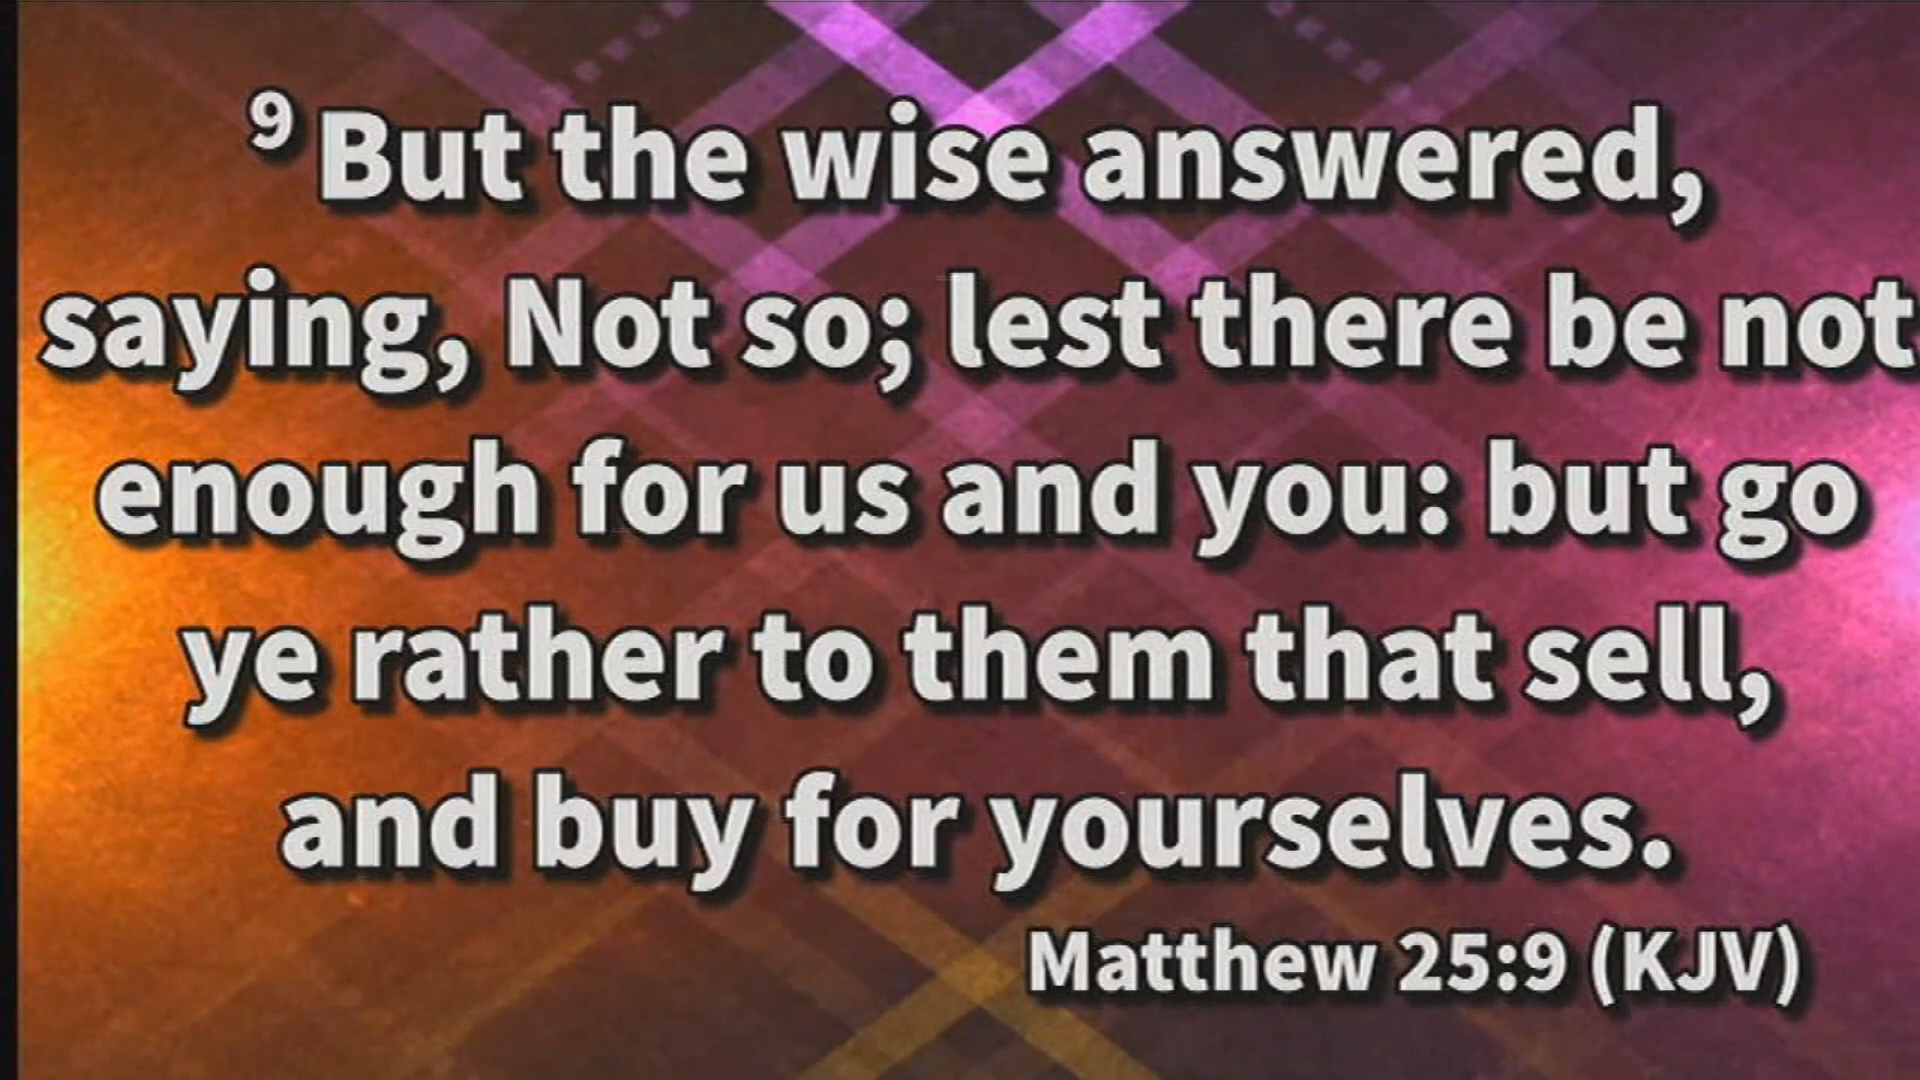 9 But the wise answered,
saying, Not so; lest there be not
enough for us and you: but go
ye rather to them that sell,
and buy for yourselves.
Matthew 25:9 (KJV)